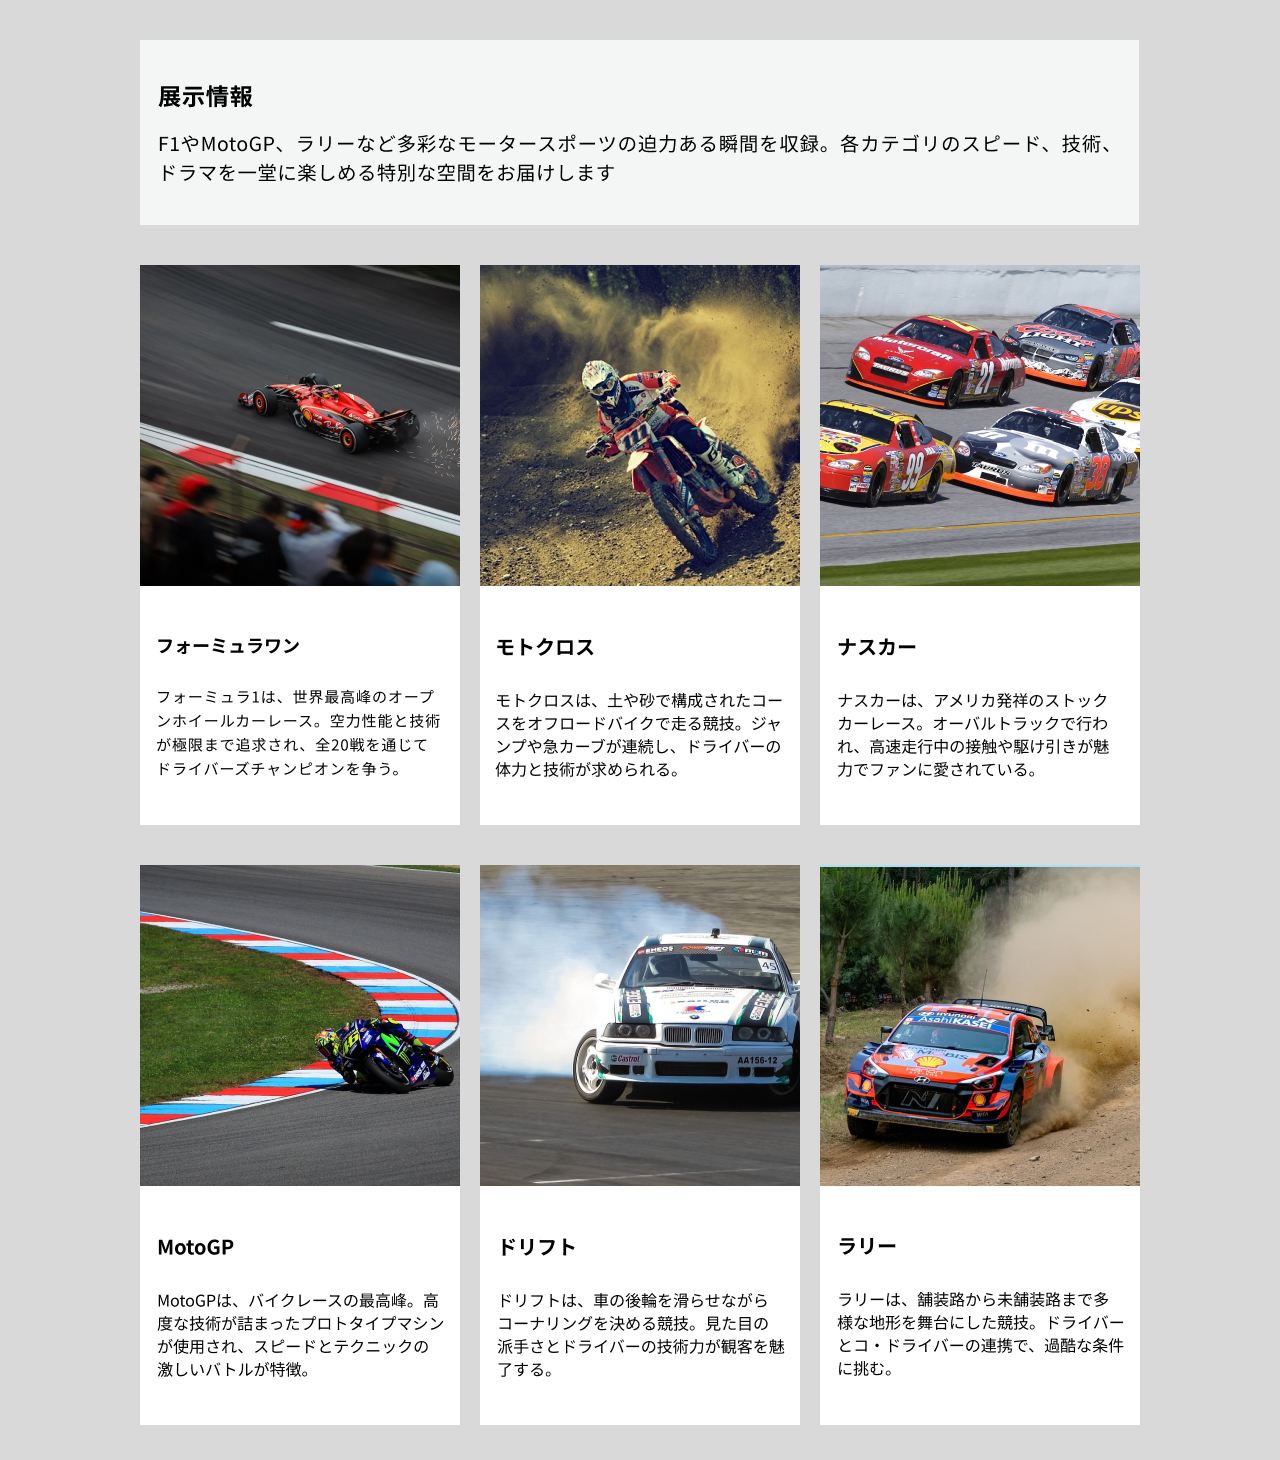 展示情報
F1やMotoGP、ラリーなど多彩なモータースポーツの迫力ある瞬間を収録。各カテゴリのスピード、技術、
ドラマを一堂に楽しめる特別な空間をお届けします
Motorcraft
21
99
38
ups
TAURUS
フォーミュラワン
フォーミュラ1は、世界最高峰のオープ
ンホイールカーレース。空力性能と技術
が極限まで追求され、全20戦を通じて
ドライバーズチャンピオンを争う。
モトクロス
モトクロスは、土や砂で構成されたコー
スをオフロードバイクで走る競技。ジャ
ンプや急カーブが連続し、ドライバーの
体力と技術が求められる。
ナスカー
ナスカーは、アメリカ発祥のストック
カーレース。オーバルトラックで行わ
れ、高速走行中の接触や駆け引きが魅
力でファンに愛されている。
46
ENEOS
45
Castrol
AA156-12
HYUNDAI
AsahiKASEI
MOBIS
MotoGP
MotoGPは、バイクレースの最高峰。高
度な技術が詰まったプロトタイプマシン
が使用され、スピードとテクニックの
激しいバトルが特徴。
ドリフト
ドリフトは、車の後輪を滑らせながら
コーナリングを決める競技。見た目の
派手さとドライバーの技術力が観客を魅
了する。
ラリー
ラリーは、舗装路から未舗装路まで多
様な地形を舞台にした競技。ドライバー
とコ・ドライバーの連携で、過酷な条件
に挑む。